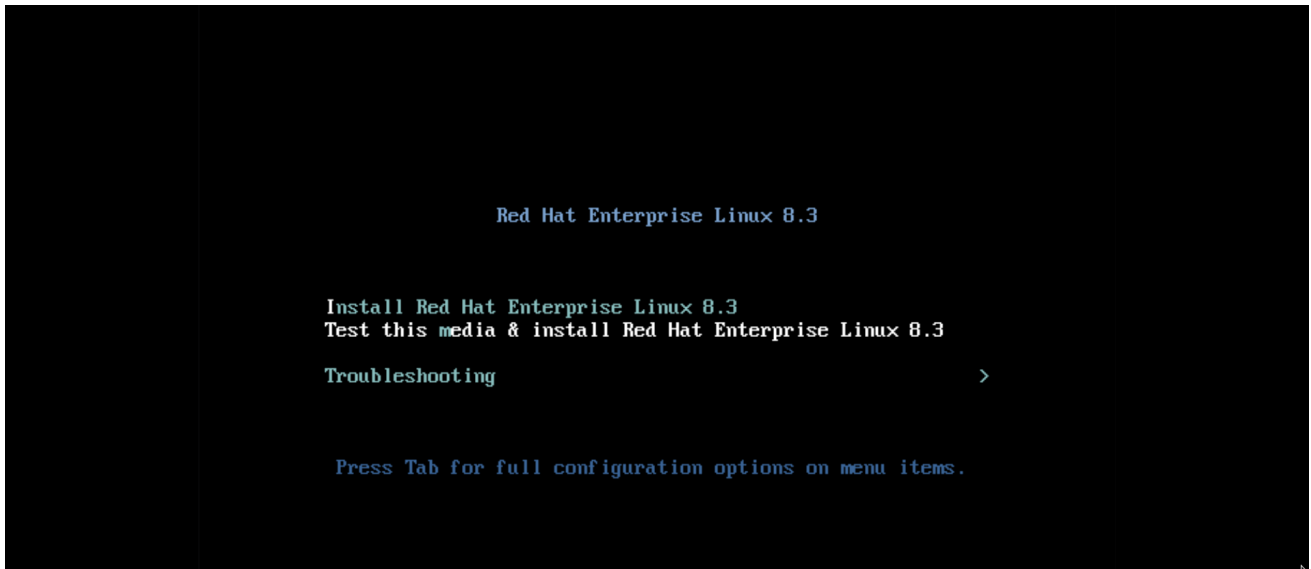 Red Hat Enterprise Linux 8.3
Install Red Hat Enterprise Linux 8.3
Test this media & install Red Hat Enterprise Linux 8.3
Troubleshooting >
Press Tab for full configuration options on menu items.